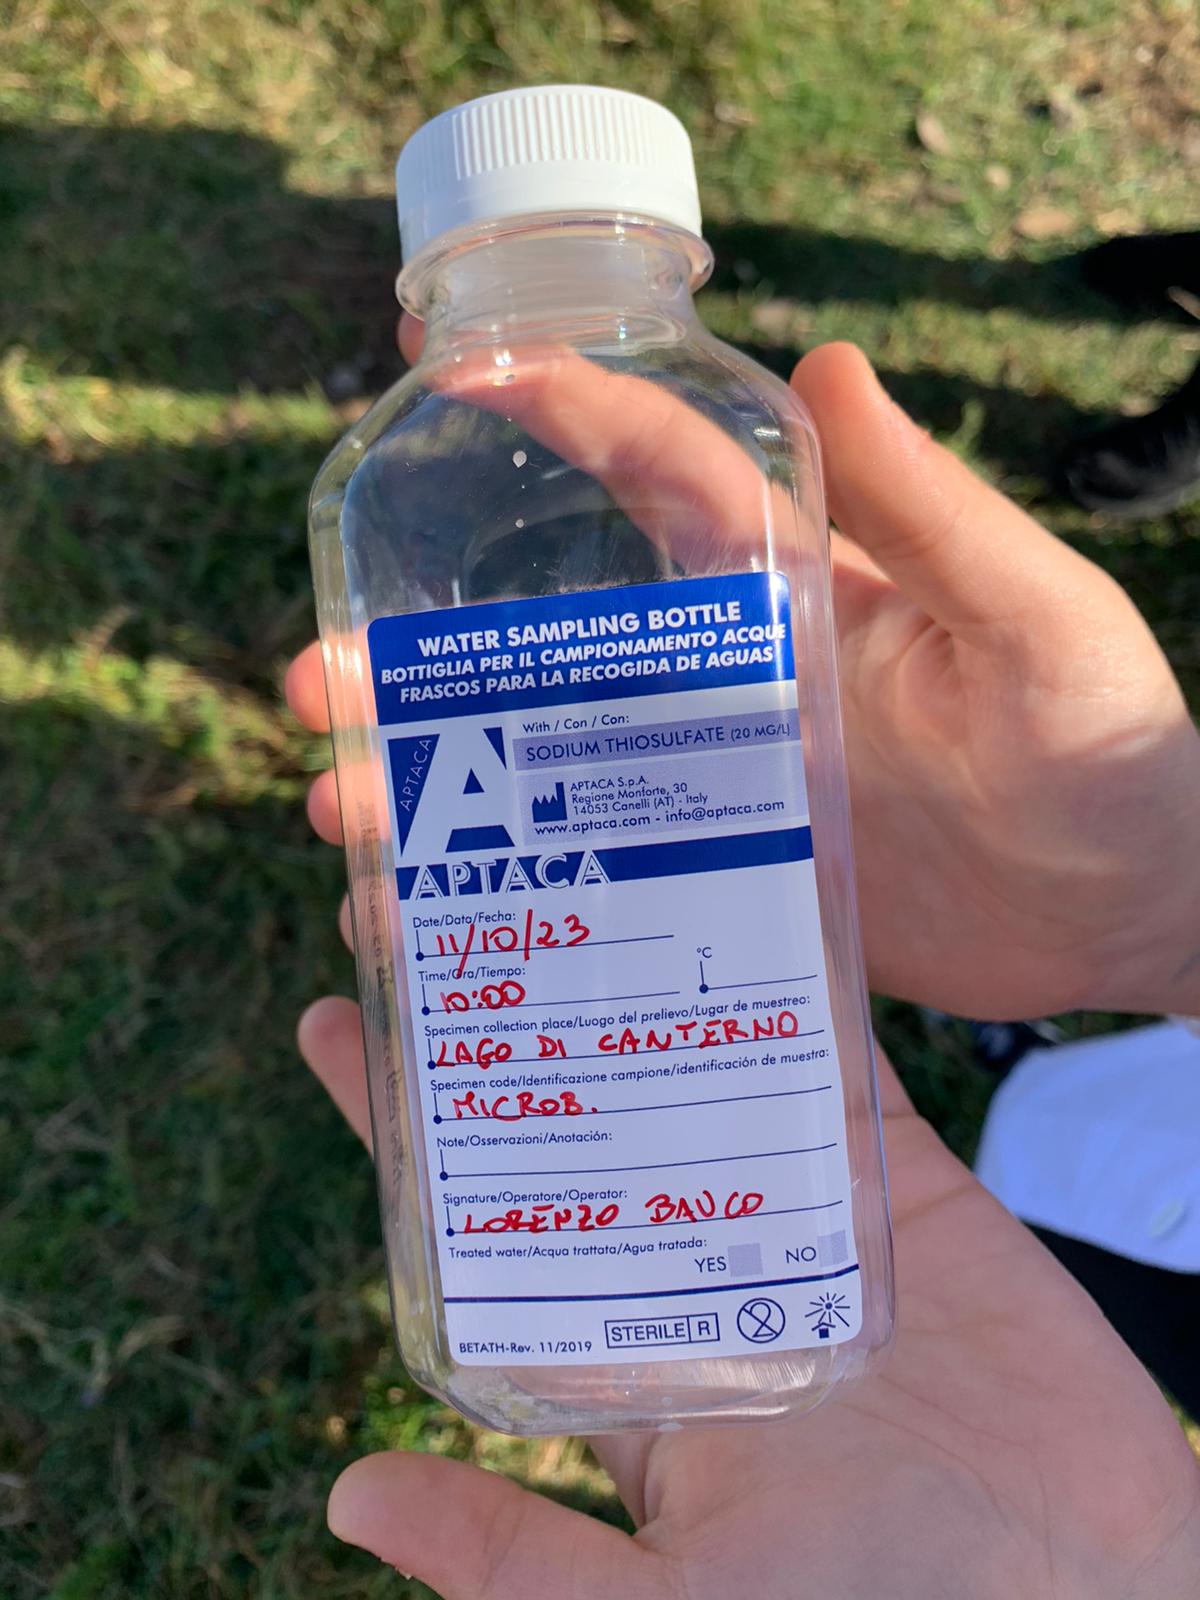 WATER SAMPLING BOTTLE
BOTTIGLIA PER IL CAMPIONAMENTO ACQUE
FRASCOS PARA LA RECOGIDA DE AGUAS
With / Con / Con:
SODIUM THIOSULFATE (20 MG/L)
APTACA
A
APTACA S.p.A.
Regione Monforte, 30
14053 Canelli (AT) - Italy
www.aptaca.com - info@aptaca.com
APTACA
Date/Data/Fecha:
11/10/23
Time/Ora/Tiempo:
10:00
°C
Specimen collection place/Luogo del prelievo/Lugar de muestreo:
LAGO DI CANTERNO
Specimen code/Identificazione campione/identificación de muestra:
MICROB.
Note/Osservazioni/Anotación:
Signature/Operatore/Operator:
LORENZO BAUCO
Treated water/Acqua trattata/Agua tratada:
YES NO
BETATH-Rev. 11/2019 STERILE R 2